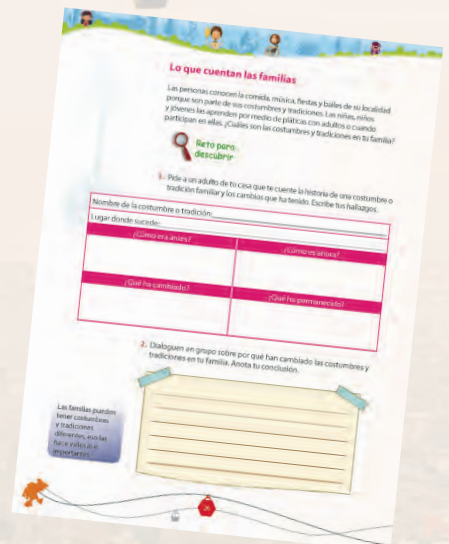 Lo que cuentan las familias
Las personas conocen la comida, música, fiestas y bailes de su localidad
porque son parte de sus costumbres y tradiciones. Las niñas, niños
y jóvenes las aprenden por medio de pláticas con adultos o cuando
participan en ellas. ¿Cuáles son las costumbres y tradiciones en tu familia?
Reto para
descubrir
1. Pide a un adulto de tu casa que te cuente la historia de una costumbre o
tradición familiar y los cambios que ha tenido. Escribe tus hallazgos.
Nombre de la costumbre o tradición:
Lugar donde sucede:
¿Cómo era antes?
¿Cómo es ahora?
¿Qué ha cambiado?
¿Qué ha permanecido?
2. Dialoguen en grupo sobre por qué han cambiado las costumbres y
tradiciones en tu familia. Anota tu conclusión.
Las familias pueden
tener costumbres
y tradiciones
diferentes, eso las
hace valiosas e
importantes.
26